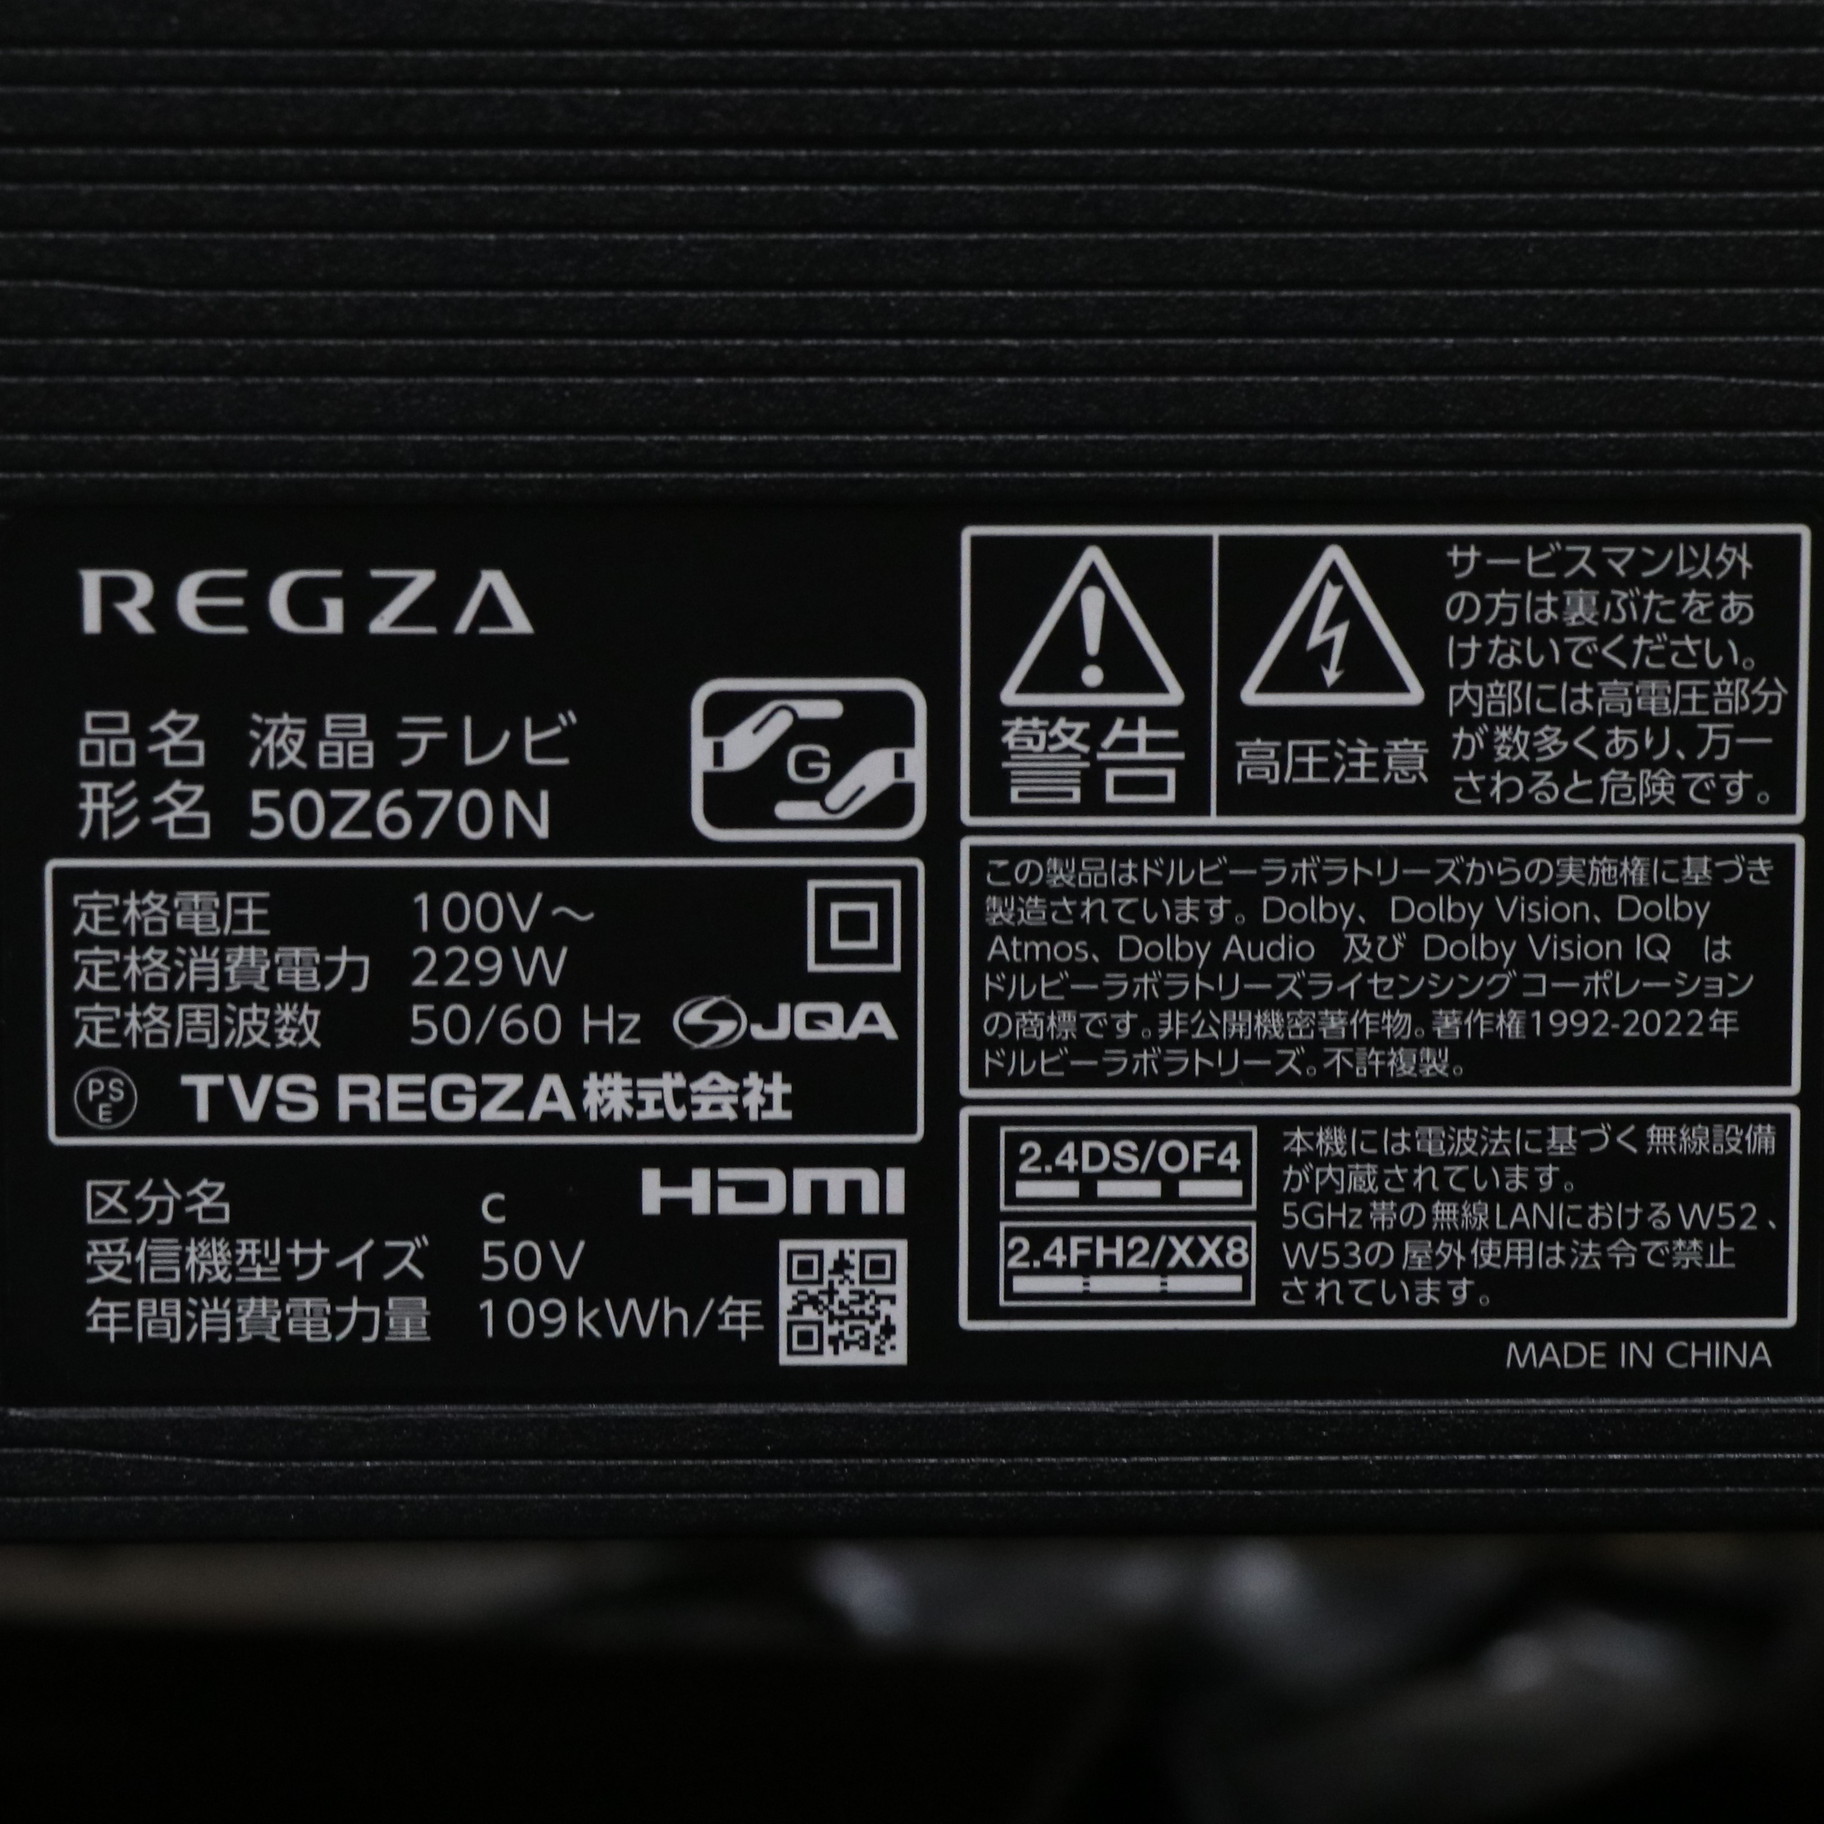 REGZA
品名 液晶テレビ
形名 50Z670N
G
定格電圧 100V～
定格消費電力 229W
定格周波数 50/60 Hz JQA
PS
E
TVS REGZA株式会社
区分名 c
HDMI
受信機型サイズ 50V
年間消費電力量 109kWh/年
警告
高圧注意
サービスマン以外
の方は裏ぶたをあ
けないでください。
内部には高電圧部分
が数多くあり、万一
さわると危険です。
この製品はドルビーラボラトリーズからの実施権に基づき
製造されています。Dolby、Dolby Vision、Dolby
Atmos、Dolby Audio 及び Dolby Vision IQ は
ドルビーラボラトリーズライセンシングコーポレーション
の商標です。非公開機密著作物。著作権1992-2022年
ドルビーラボラトリーズ。不許複製。
2.4DS/OF4
2.4FH2/XX8
本機には電波法に基づく無線設備
が内蔵されています。
5GHz帯の無線LANにおけるW52、
W53の屋外使用は法令で禁止
されています。
MADE IN CHINA